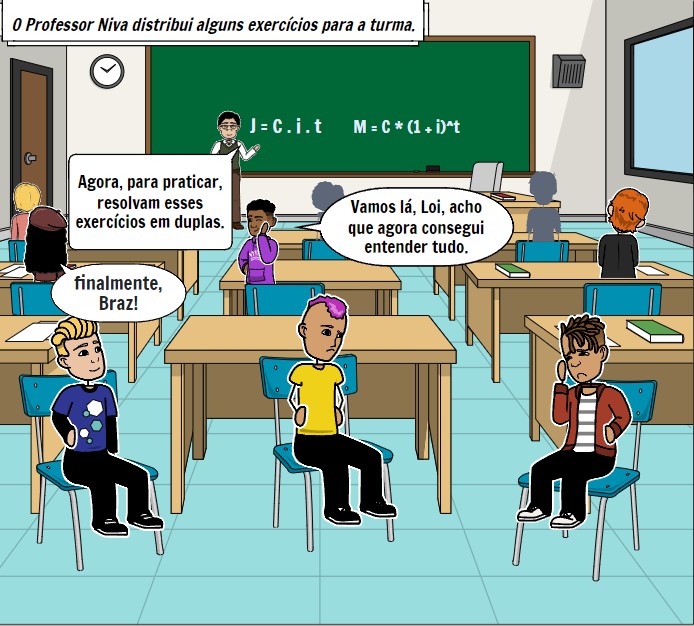 O Professor Niva distribui alguns exercícios para a turma.
J = C . i . t
M = C * (1 + i)^t
Agora, para praticar,
resolvam esses
exercícios em duplas.
Vamos lá, Loi, acho
que agora consegui
entender tudo.
finalmente,
Braz!